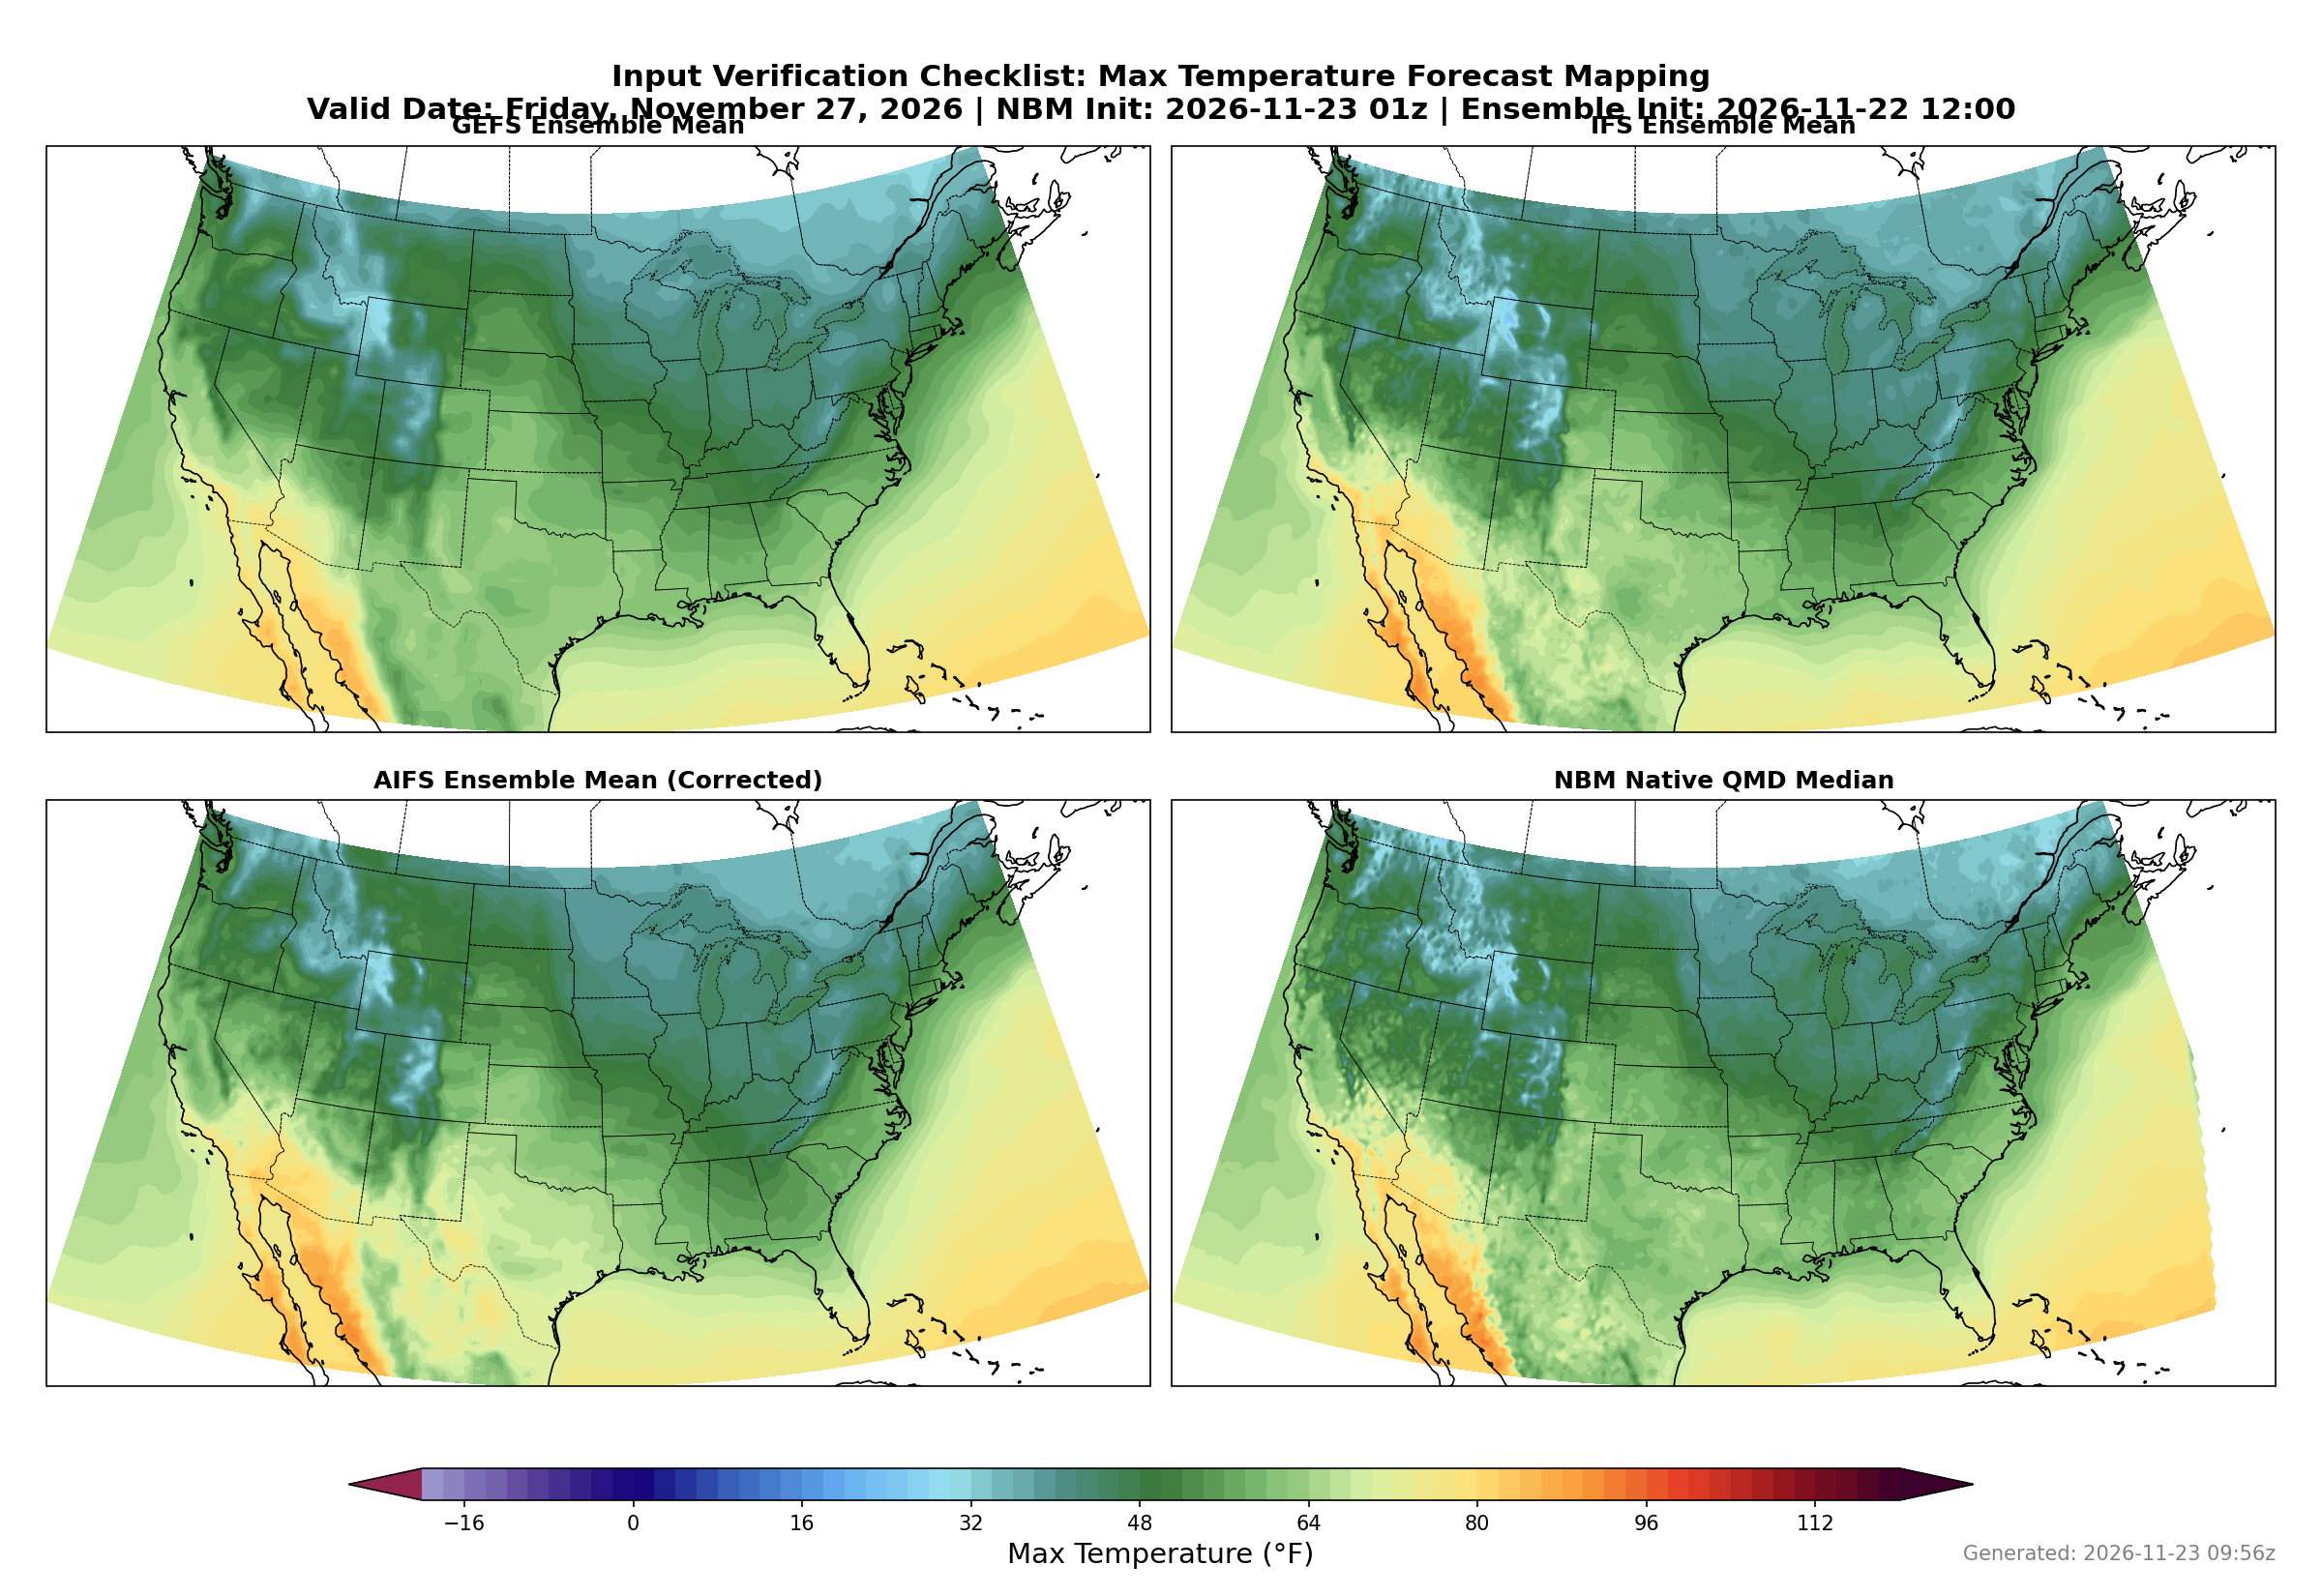 Input Verification Checklist: Max Temperature Forecast Mapping
Valid Date: Friday, November 27, 2026 | NBM Init: 2026-11-23 01z | Ensemble Init: 2026-11-22 12:00
GEFS Ensemble Mean
IFS Ensemble Mean
AIFS Ensemble Mean (Corrected)
NBM Native QMD Median
−16 0 16 32 48 64 80 96 112
Max Temperature (°F)
Generated: 2026-11-23 09:56z